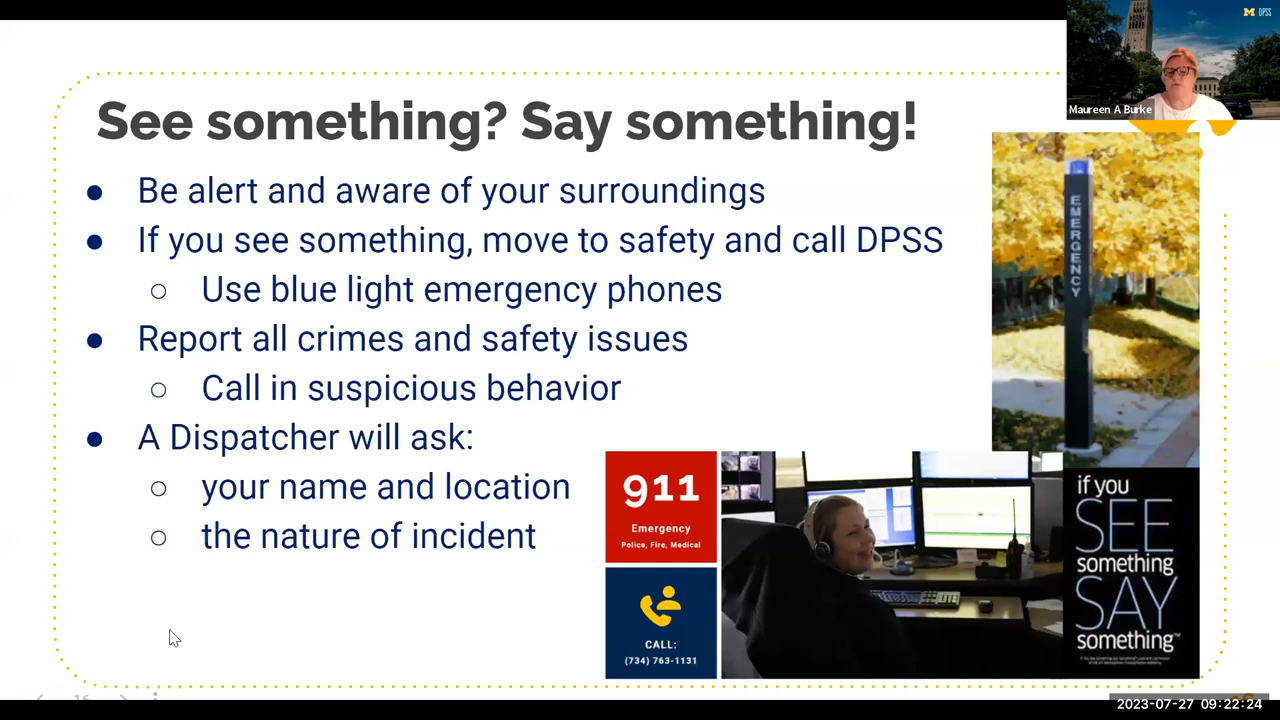 M DPSS
Maureen A Burke
See something? Say something!
● Be alert and aware of your surroundings
● If you see something, move to safety and call DPSS
○ Use blue light emergency phones
● Report all crimes and safety issues
○ Call in suspicious behavior
● A Dispatcher will ask:
○ your name and location
○ the nature of incident
EMERGENCY
911
Emergency
Police, Fire, Medical
CALL:
(734) 763-1131
if you
SEE
something
SAY
something™
2023-07-27 09:22:24